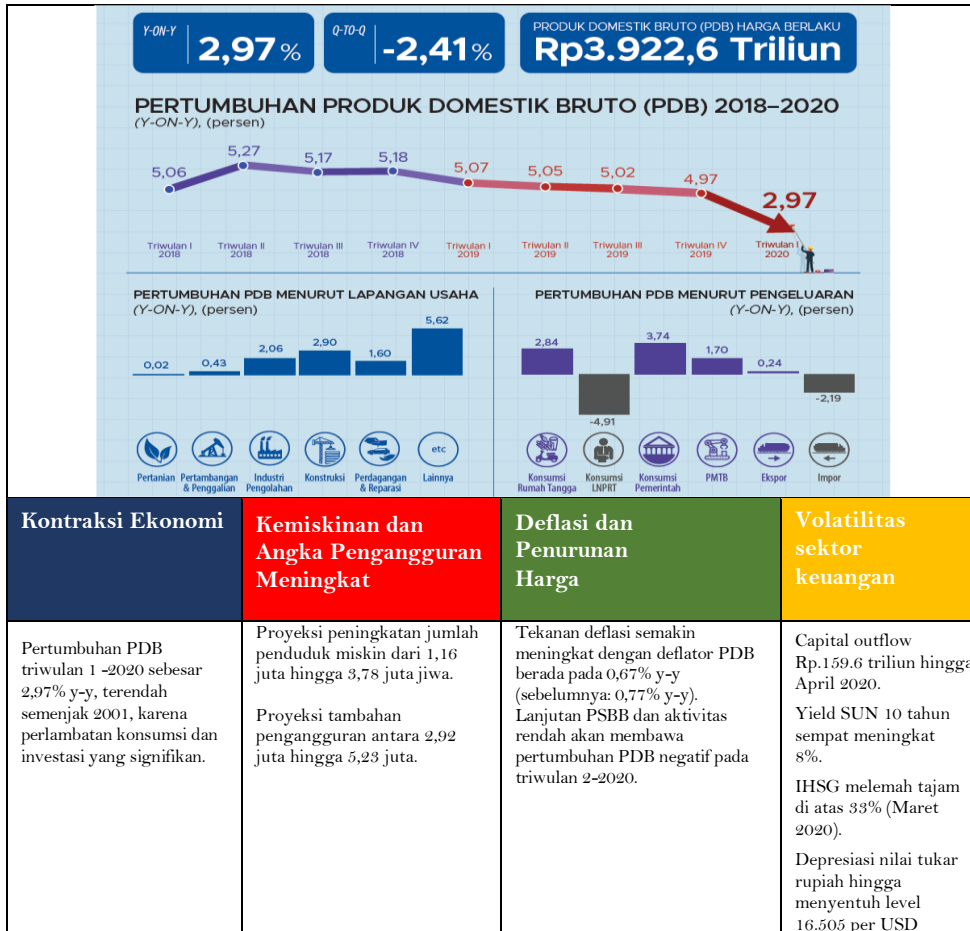 Y-ON-Y
2,97 %
Q-TO-Q
-2,41 %
PRODUK DOMESTIK BRUTO (PDB) HARGA BERLAKU
Rp3.922,6 Triliun
PERTUMBUHAN PRODUK DOMESTIK BRUTO (PDB) 2018–2020
(Y-ON-Y), (persen)
5,06
5,27
5,17
5,18
5,07
5,05
5,02
4,97
2,97
Triwulan I
2018
Triwulan II
2018
Triwulan III
2018
Triwulan IV
2018
Triwulan I
2019
Triwulan II
2019
Triwulan III
2019
Triwulan IV
2019
Triwulan I
2020
PERTUMBUHAN PDB MENURUT LAPANGAN USAHA
(Y-ON-Y), (persen)
0,02
0,43
2,06
2,90
1,60
5,62
etc
Pertanian
Pertambangan
& Penggalian
Industri
Pengolahan
Konstruksi
Perdagangan
& Reparasi
Lainnya
PERTUMBUHAN PDB MENURUT PENGELUARAN
(Y-ON-Y), (persen)
2,84
-4,91
3,74
1,70
0,24
-2,19
Konsumsi
Rumah Tangga
Konsumsi
LNPRT
Konsumsi
Pemerintah
PMTB
Ekspor
Impor
Kontraksi Ekonomi
Kemiskinan dan
Angka Pengangguran
Meningkat
Deflasi dan
Penurunan
Harga
Volatilitas
sektor
keuangan
Pertumbuhan PDB
triwulan 1 -2020 sebesar
2,97% y-y, terendah
semenjak 2001, karena
perlambatan konsumsi dan
investasi yang signifikan.
Proyeksi peningkatan jumlah
penduduk miskin dari 1,16
juta hingga 3,78 juta jiwa.
Proyeksi tambahan
pengangguran antara 2,92
juta hingga 5,23 juta.
Tekanan deflasi semakin
meningkat dengan deflator PDB
berada pada 0,67% y-y
(sebelumnya: 0,77% y-y).
Lanjutan PSBB dan aktivitas
rendah akan membawa
pertumbuhan PDB negatif pada
triwulan 2-2020.
Capital outflow
Rp.159.6 triliun hingga
April 2020.
Yield SUN 10 tahun
sempat meningkat
8%.
IHSG melemah tajam
di atas 33% (Maret
2020).
Depresiasi nilai tukar
rupiah hingga
menyentuh level
16.505 per USD